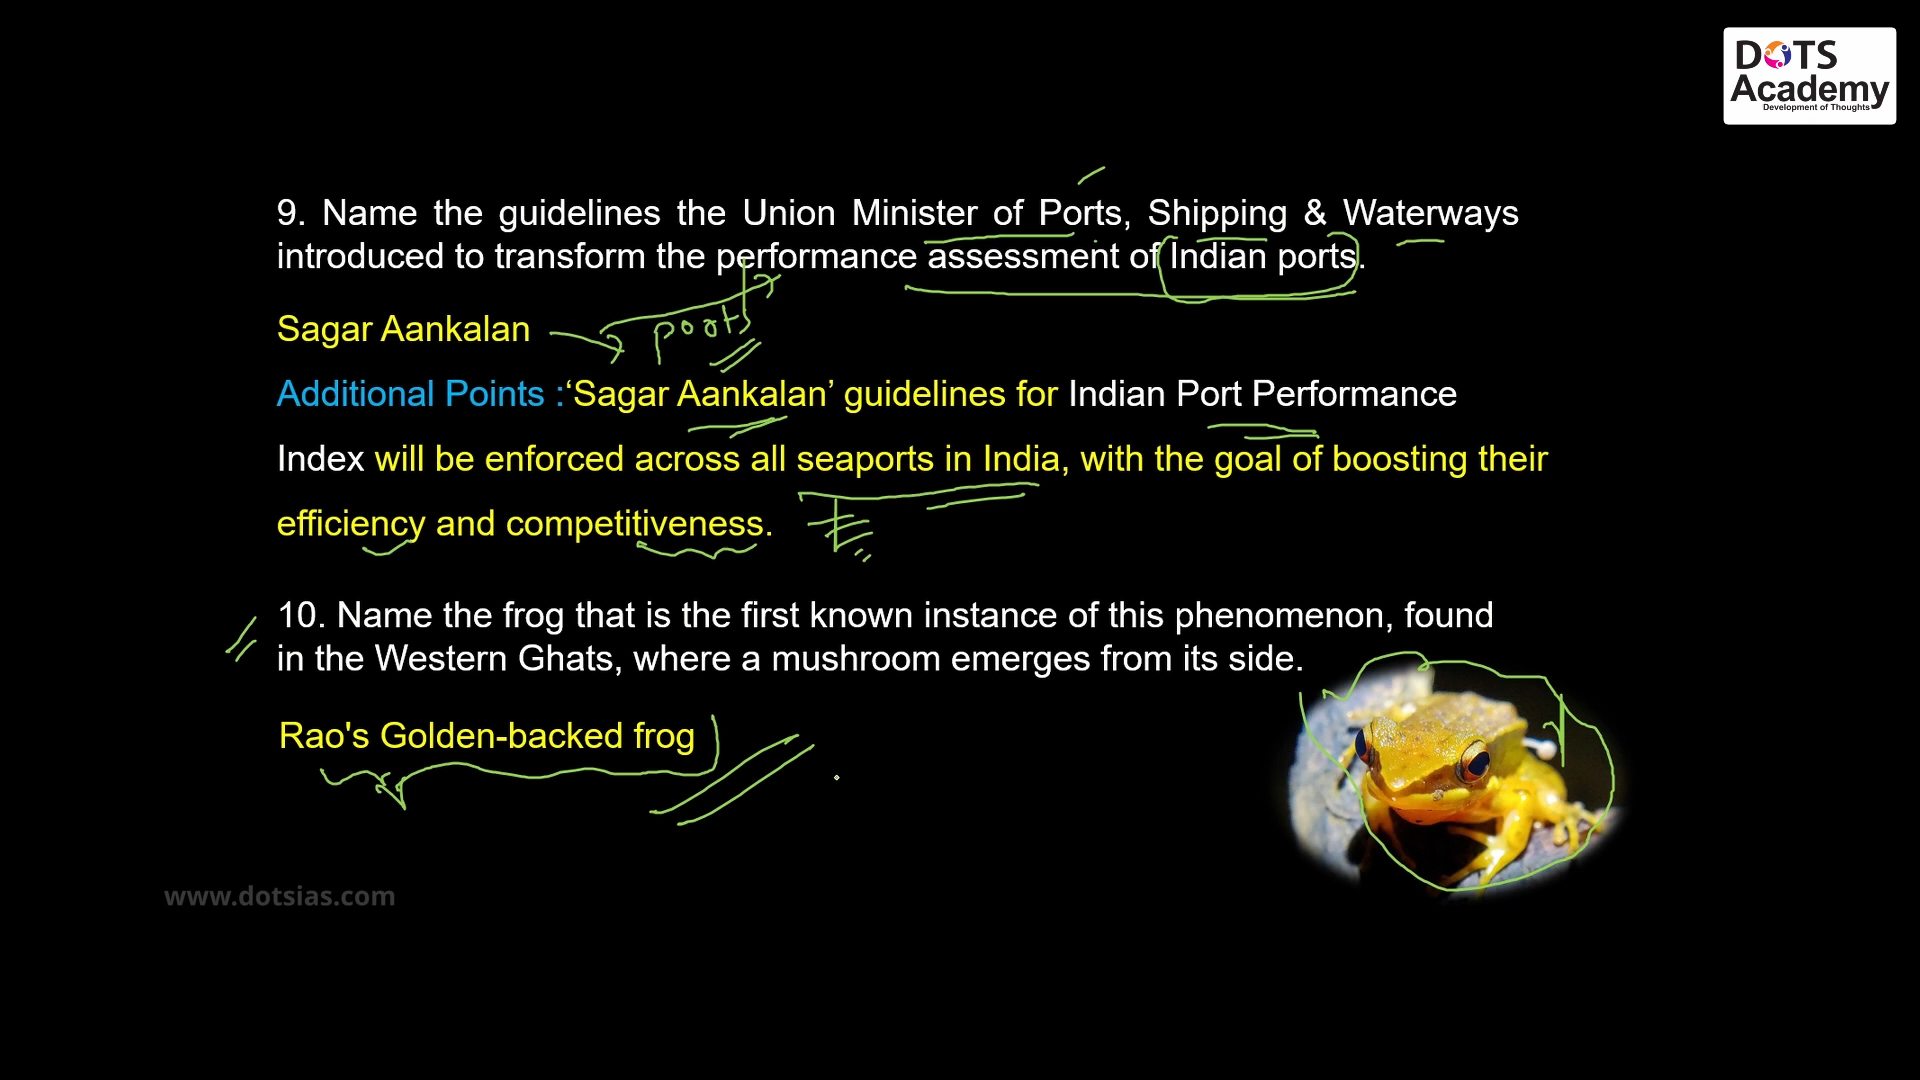 DOTS
Academy
Development of Thoughts
9. Name the guidelines the Union Minister of Ports, Shipping & Waterways
introduced to transform the performance assessment of Indian ports.
Sagar Aankalan
poots
Additional Points :‘Sagar Aankalan’ guidelines for Indian Port Performance
Index will be enforced across all seaports in India, with the goal of boosting their
efficiency and competitiveness.
10. Name the frog that is the first known instance of this phenomenon, found
in the Western Ghats, where a mushroom emerges from its side.
Rao's Golden-backed frog
www.dotsias.com